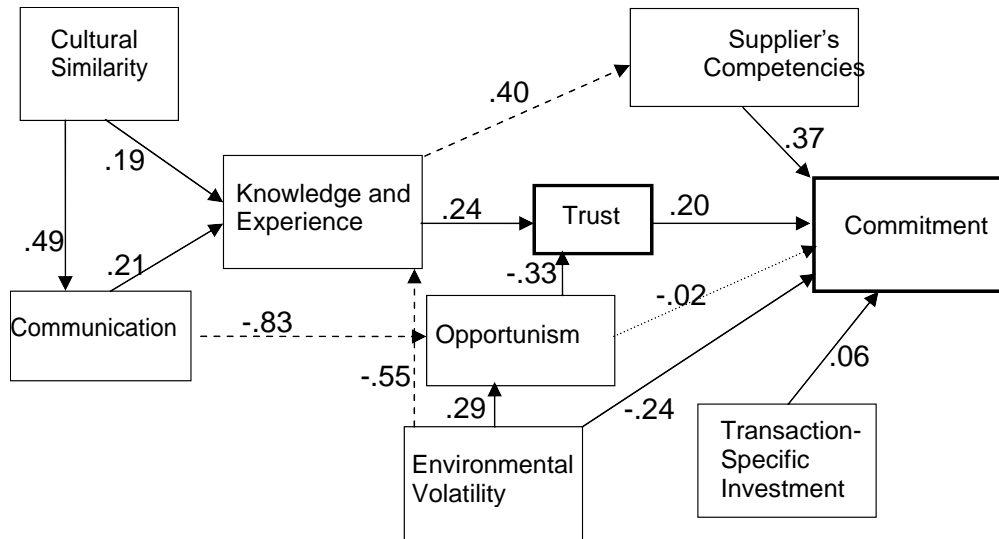 Cultural
Similarity
Supplier's
Competencies
.40
.37
.19
Knowledge and
Experience
.24
Trust
.20
Commitment
.49
.21
-.33
-.02
Communication
-.83
Opportunism
-.55
.06
.29
-.24
Environmental
Volatility
Transaction-
Specific
Investment